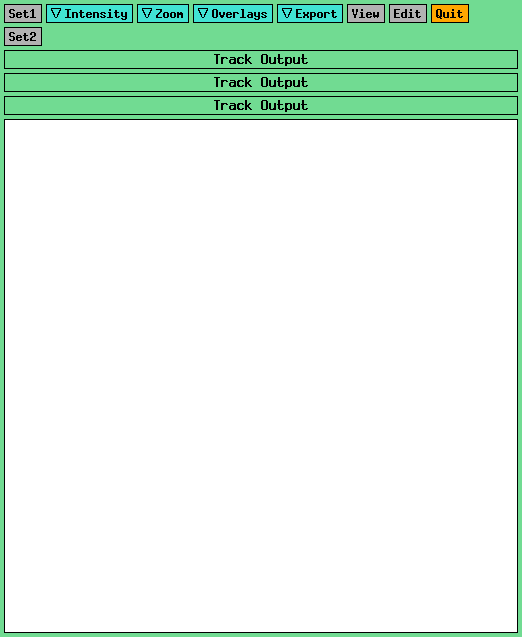 Set1 ▽ Intensity ▽ Zoom ▽ Overlays ▽ Export View Edit Quit
Set2
Track Output
Track Output
Track Output